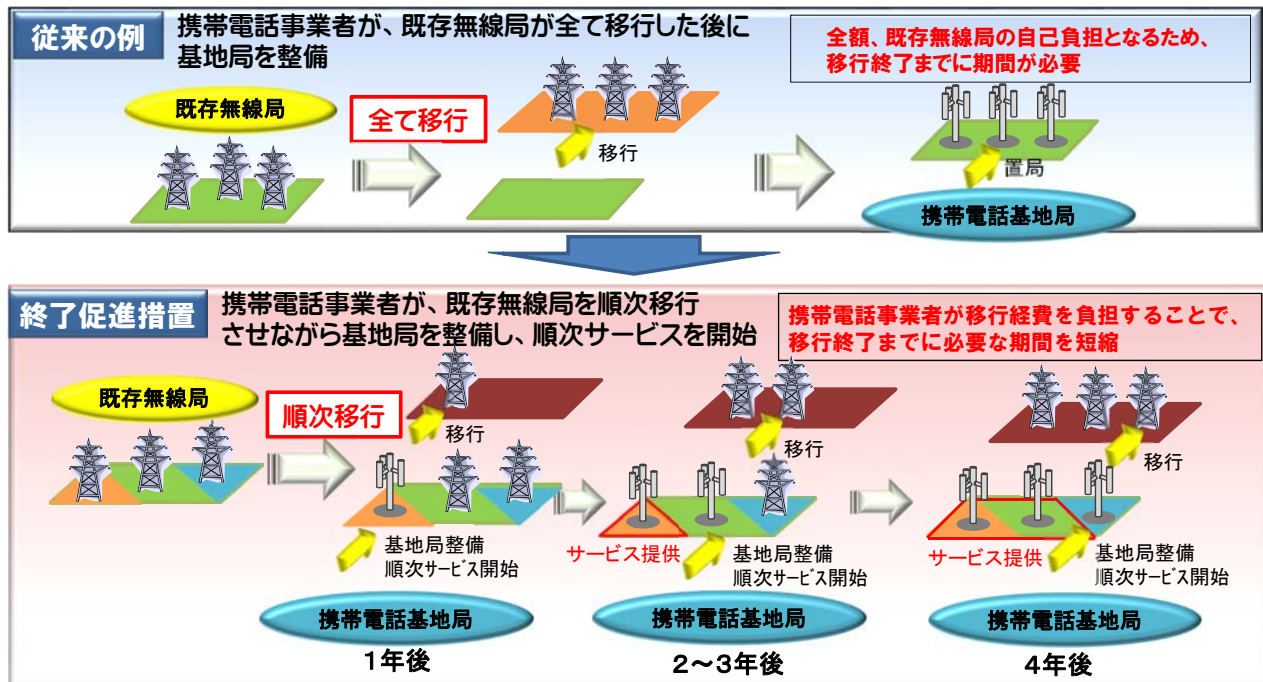 従来の例
携帯電話事業者が、既存無線局が全て移行した後に
基地局を整備
全額、既存無線局の自己負担となるため、
移行終了までに期間が必要
既存無線局
全て移行
移行
置局
携帯電話基地局
終了促進措置
携帯電話事業者が、既存無線局を順次移行
させながら基地局を整備し、順次サービスを開始
携帯電話事業者が移行経費を負担することで、
移行終了までに必要な期間を短縮
既存無線局
順次移行
移行
移行
移行
基地局整備
順次サービス開始
サービス提供
基地局整備
順次サービス開始
サービス提供
基地局整備
順次サービス開始
携帯電話基地局
携帯電話基地局
携帯電話基地局
1年後
2～3年後
4年後